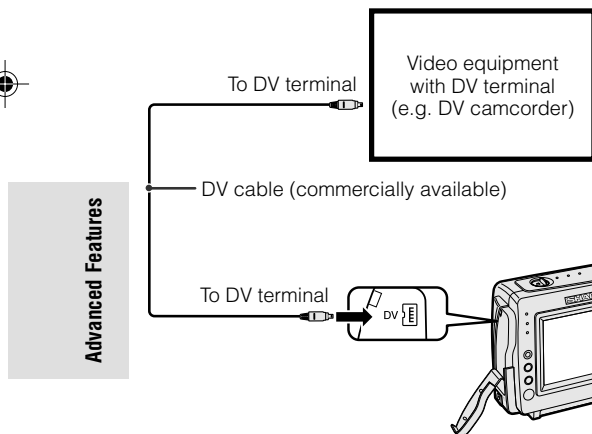 Video equipment
with DV terminal
(e.g. DV camcorder)
To DV terminal
DV cable (commercially available)
Advanced Features
To DV terminal
DV